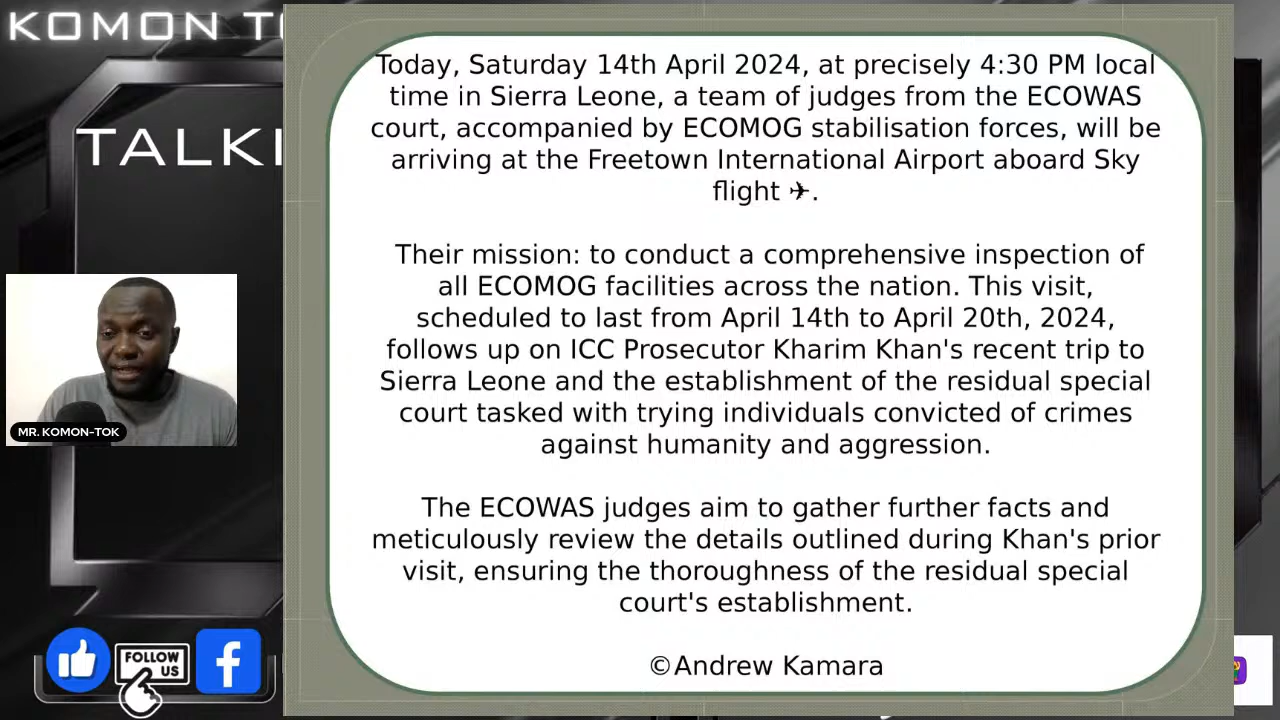 KOMON T
TALKI
Today, Saturday 14th April 2024, at precisely 4:30 PM local
time in Sierra Leone, a team of judges from the ECOWAS
court, accompanied by ECOMOG stabilisation forces, will be
arriving at the Freetown International Airport aboard Sky
flight ✈.
Their mission: to conduct a comprehensive inspection of
all ECOMOG facilities across the nation. This visit,
scheduled to last from April 14th to April 20th, 2024,
follows up on ICC Prosecutor Kharim Khan's recent trip to
Sierra Leone and the establishment of the residual special
court tasked with trying individuals convicted of crimes
against humanity and aggression.
The ECOWAS judges aim to gather further facts and
meticulously review the details outlined during Khan's prior
visit, ensuring the thoroughness of the residual special
court's establishment.
©Andrew Kamara
MR. KOMON-TOK
FOLLOW
US
f